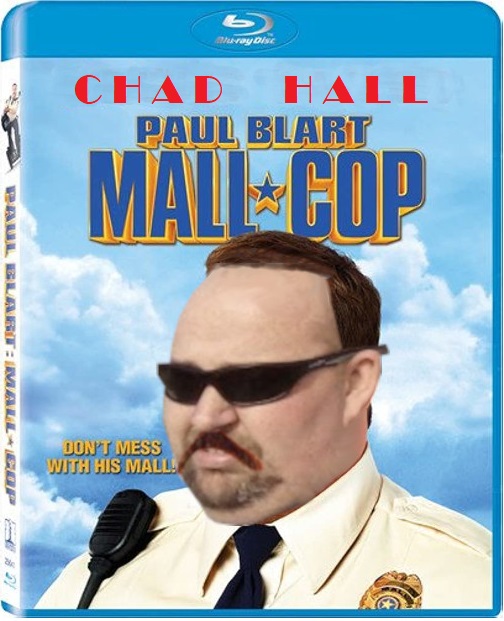 Blu-ray Disc
CHAD HALL
PAUL BLART
MALL★COP
DON'T MESS
WITH HIS MALL!
PAUL BLART: MALL★COP